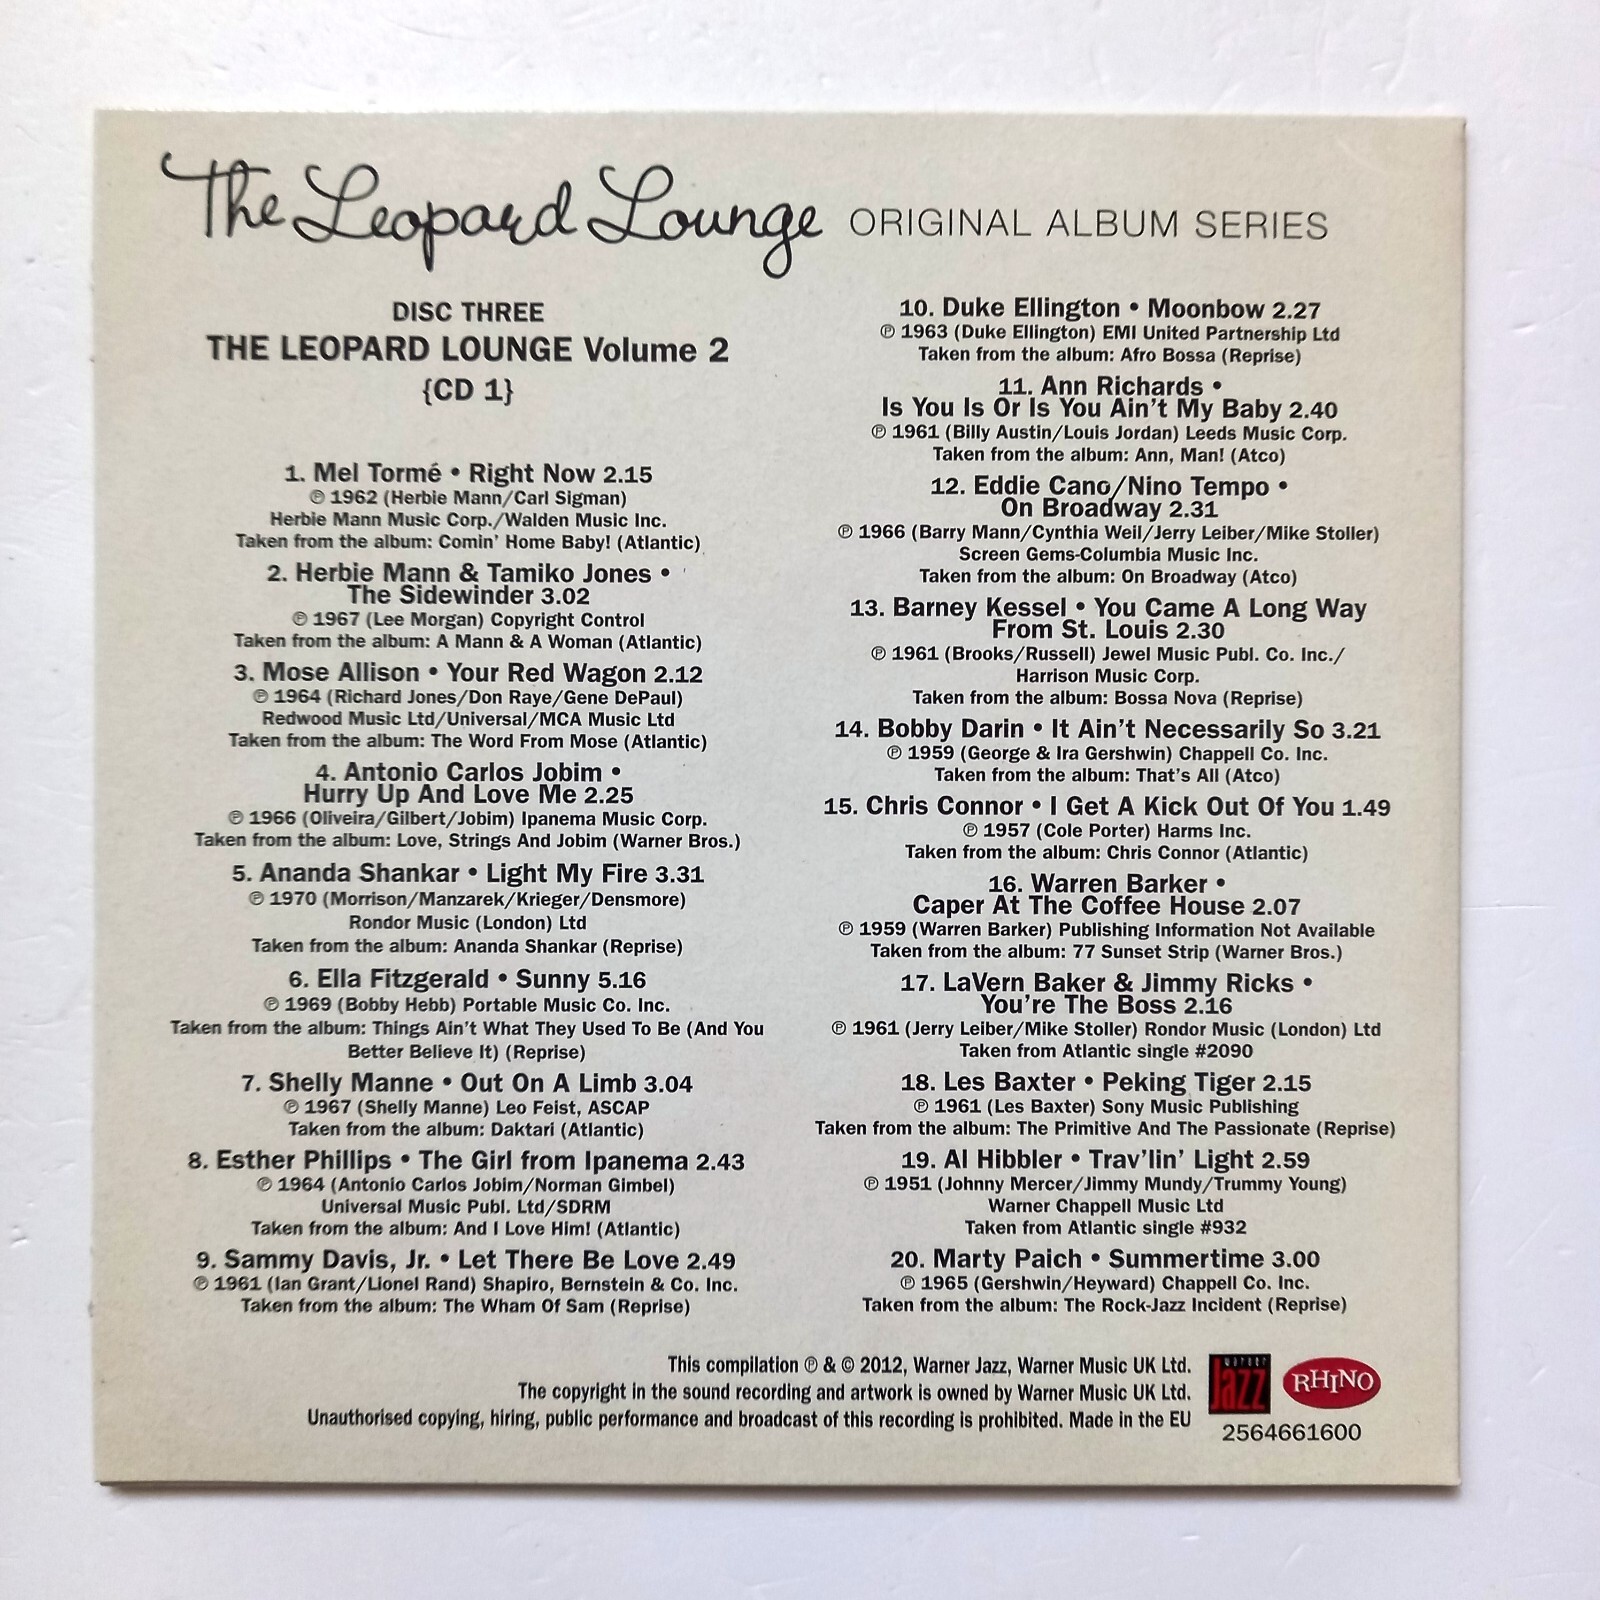 The Leopard Lounge ORIGINAL ALBUM SERIES
DISC THREE
THE LEOPARD LOUNGE Volume 2
{CD 1}
1. Mel Tormé • Right Now 2.15
℗ 1962 (Herbie Mann/Carl Sigman)
Herbie Mann Music Corp./Walden Music Inc.
Taken from the album: Comin' Home Baby! (Atlantic)
2. Herbie Mann & Tamiko Jones •
The Sidewinder 3.02
℗ 1967 (Lee Morgan) Copyright Control
Taken from the album: A Mann & A Woman (Atlantic)
3. Mose Allison • Your Red Wagon 2.12
℗ 1964 (Richard Jones/Don Raye/Gene DePaul)
Redwood Music Ltd/Universal/MCA Music Ltd
Taken from the album: The Word From Mose (Atlantic)
4. Antonio Carlos Jobim •
Hurry Up And Love Me 2.25
℗ 1966 (Oliveira/Gilbert/Jobim) Ipanema Music Corp.
Taken from the album: Love, Strings And Jobim (Warner Bros.)
5. Ananda Shankar • Light My Fire 3.31
℗ 1970 (Morrison/Manzarek/Krieger/Densmore)
Rondor Music (London) Ltd
Taken from the album: Ananda Shankar (Reprise)
6. Ella Fitzgerald • Sunny 5.16
℗ 1969 (Bobby Hebb) Portable Music Co. Inc.
Taken from the album: Things Ain't What They Used To Be (And You
Better Believe It) (Reprise)
7. Shelly Manne • Out On A Limb 3.04
℗ 1967 (Shelly Manne) Leo Feist, ASCAP
Taken from the album: Daktari (Atlantic)
8. Esther Phillips • The Girl from Ipanema 2.43
℗ 1964 (Antonio Carlos Jobim/Norman Gimbel)
Universal Music Publ. Ltd/SDRM
Taken from the album: And I Love Him! (Atlantic)
9. Sammy Davis, Jr. • Let There Be Love 2.49
℗ 1961 (Ian Grant/Lionel Rand) Shapiro, Bernstein & Co. Inc.
Taken from the album: The Wham Of Sam (Reprise)
10. Duke Ellington • Moonbow 2.27
℗ 1963 (Duke Ellington) EMI United Partnership Ltd
Taken from the album: Afro Bossa (Reprise)
11. Ann Richards •
Is You Is Or Is You Ain't My Baby 2.40
℗ 1961 (Billy Austin/Louis Jordan) Leeds Music Corp.
Taken from the album: Ann, Man! (Atco)
12. Eddie Cano/Nino Tempo •
On Broadway 2.31
℗ 1966 (Barry Mann/Cynthia Weil/Jerry Leiber/Mike Stoller)
Screen Gems-Columbia Music Inc.
Taken from the album: On Broadway (Atco)
13. Barney Kessel • You Came A Long Way
From St. Louis 2.30
℗ 1961 (Brooks/Russell) Jewel Music Publ. Co. Inc./
Harrison Music Corp.
Taken from the album: Bossa Nova (Reprise)
14. Bobby Darin • It Ain't Necessarily So 3.21
℗ 1959 (George & Ira Gershwin) Chappell Co. Inc.
Taken from the album: That's All (Atco)
15. Chris Connor • I Get A Kick Out Of You 1.49
℗ 1957 (Cole Porter) Harms Inc.
Taken from the album: Chris Connor (Atlantic)
16. Warren Barker •
Caper At The Coffee House 2.07
℗ 1959 (Warren Barker) Publishing Information Not Available
Taken from the album: 77 Sunset Strip (Warner Bros.)
17. LaVern Baker & Jimmy Ricks •
You're The Boss 2.16
℗ 1961 (Jerry Leiber/Mike Stoller) Rondor Music (London) Ltd
Taken from Atlantic single #2090
18. Les Baxter • Peking Tiger 2.15
℗ 1961 (Les Baxter) Sony Music Publishing
Taken from the album: The Primitive And The Passionate (Reprise)
19. Al Hibbler • Trav'lin' Light 2.59
℗ 1951 (Johnny Mercer/Jimmy Mundy/Trummy Young)
Warner Chappell Music Ltd
Taken from Atlantic single #932
20. Marty Paich • Summertime 3.00
℗ 1965 (Gershwin/Heyward) Chappell Co. Inc.
Taken from the album: The Rock-Jazz Incident (Reprise)
This compilation ℗ & © 2012, Warner Jazz, Warner Music UK Ltd.
The copyright in the sound recording and artwork is owned by Warner Music UK Ltd.
Unauthorised copying, hiring, public performance and broadcast of this recording is prohibited. Made in the EU
warner
Jazz
RHINO
2564661600